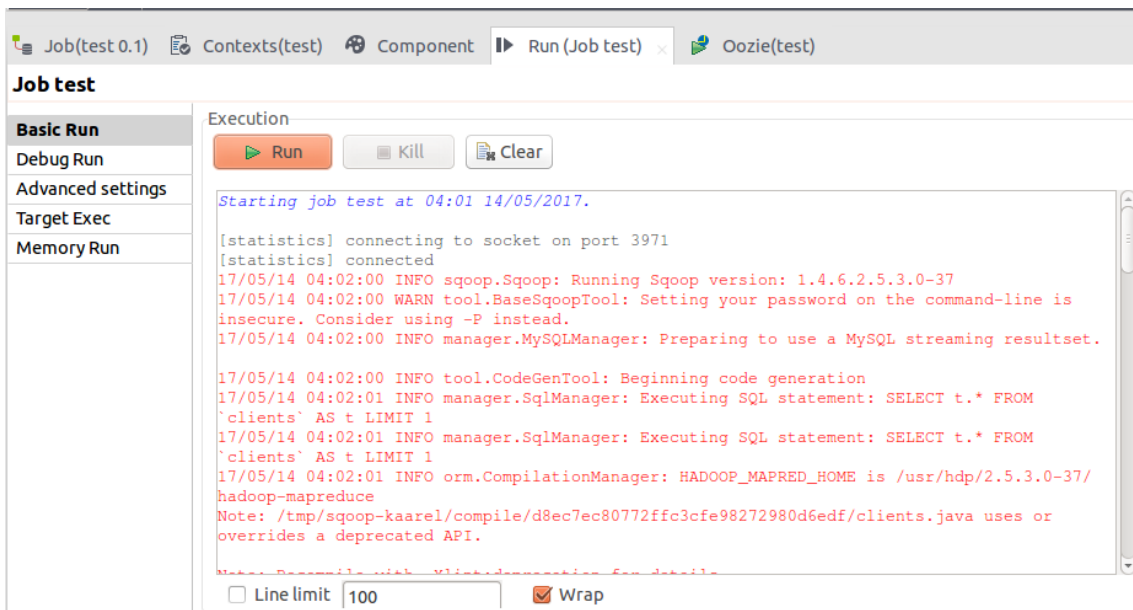 Job(test 0.1) Contexts(test) Component Run (Job test) Oozie(test)
Job test
Basic Run
Debug Run
Advanced settings
Target Exec
Memory Run
Execution
Run Kill Clear
Starting job test at 04:01 14/05/2017.
[statistics] connecting to socket on port 3971
[statistics] connected
17/05/14 04:02:00 INFO sqoop.Sqoop: Running Sqoop version: 1.4.6.2.5.3.0-37
17/05/14 04:02:00 WARN tool.BaseSqoopTool: Setting your password on the command-line is
insecure. Consider using -P instead.
17/05/14 04:02:00 INFO manager.MySQLManager: Preparing to use a MySQL streaming resultset.
17/05/14 04:02:00 INFO tool.CodeGenTool: Beginning code generation
17/05/14 04:02:01 INFO manager.SqlManager: Executing SQL statement: SELECT t.* FROM
`clients` AS t LIMIT 1
17/05/14 04:02:01 INFO manager.SqlManager: Executing SQL statement: SELECT t.* FROM
`clients` AS t LIMIT 1
17/05/14 04:02:01 INFO orm.CompilationManager: HADOOP_MAPRED_HOME is /usr/hdp/2.5.3.0-37/
hadoop-mapreduce
Note: /tmp/sqoop-kaarel/compile/d8ec7ec80772ffc3cfe98272980d6edf/clients.java uses or
overrides a deprecated API.
Note: Recompile with -Xlint:deprecation for details.
Line limit 100 Wrap